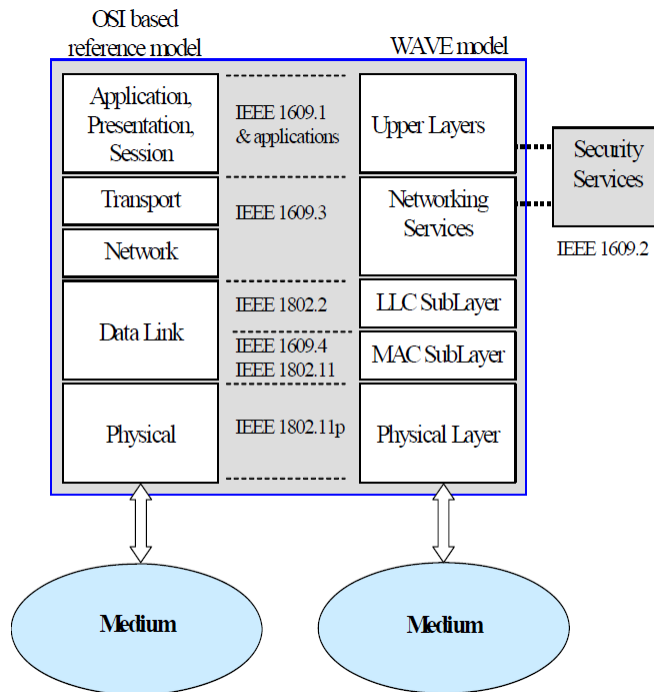 OSI based
reference model
WAVE model
Application,
Presentation,
Session
IEEE 1609.1
& applications
Upper Layers
Security
Services
Transport
IEEE 1609.3
Networking
Services
Network
IEEE 1609.2
Data Link
IEEE 1802.2
LLC SubLayer
IEEE 1609.4
IEEE 1802.11
MAC SubLayer
Physical
IEEE 1802.11p
Physical Layer
Medium
Medium